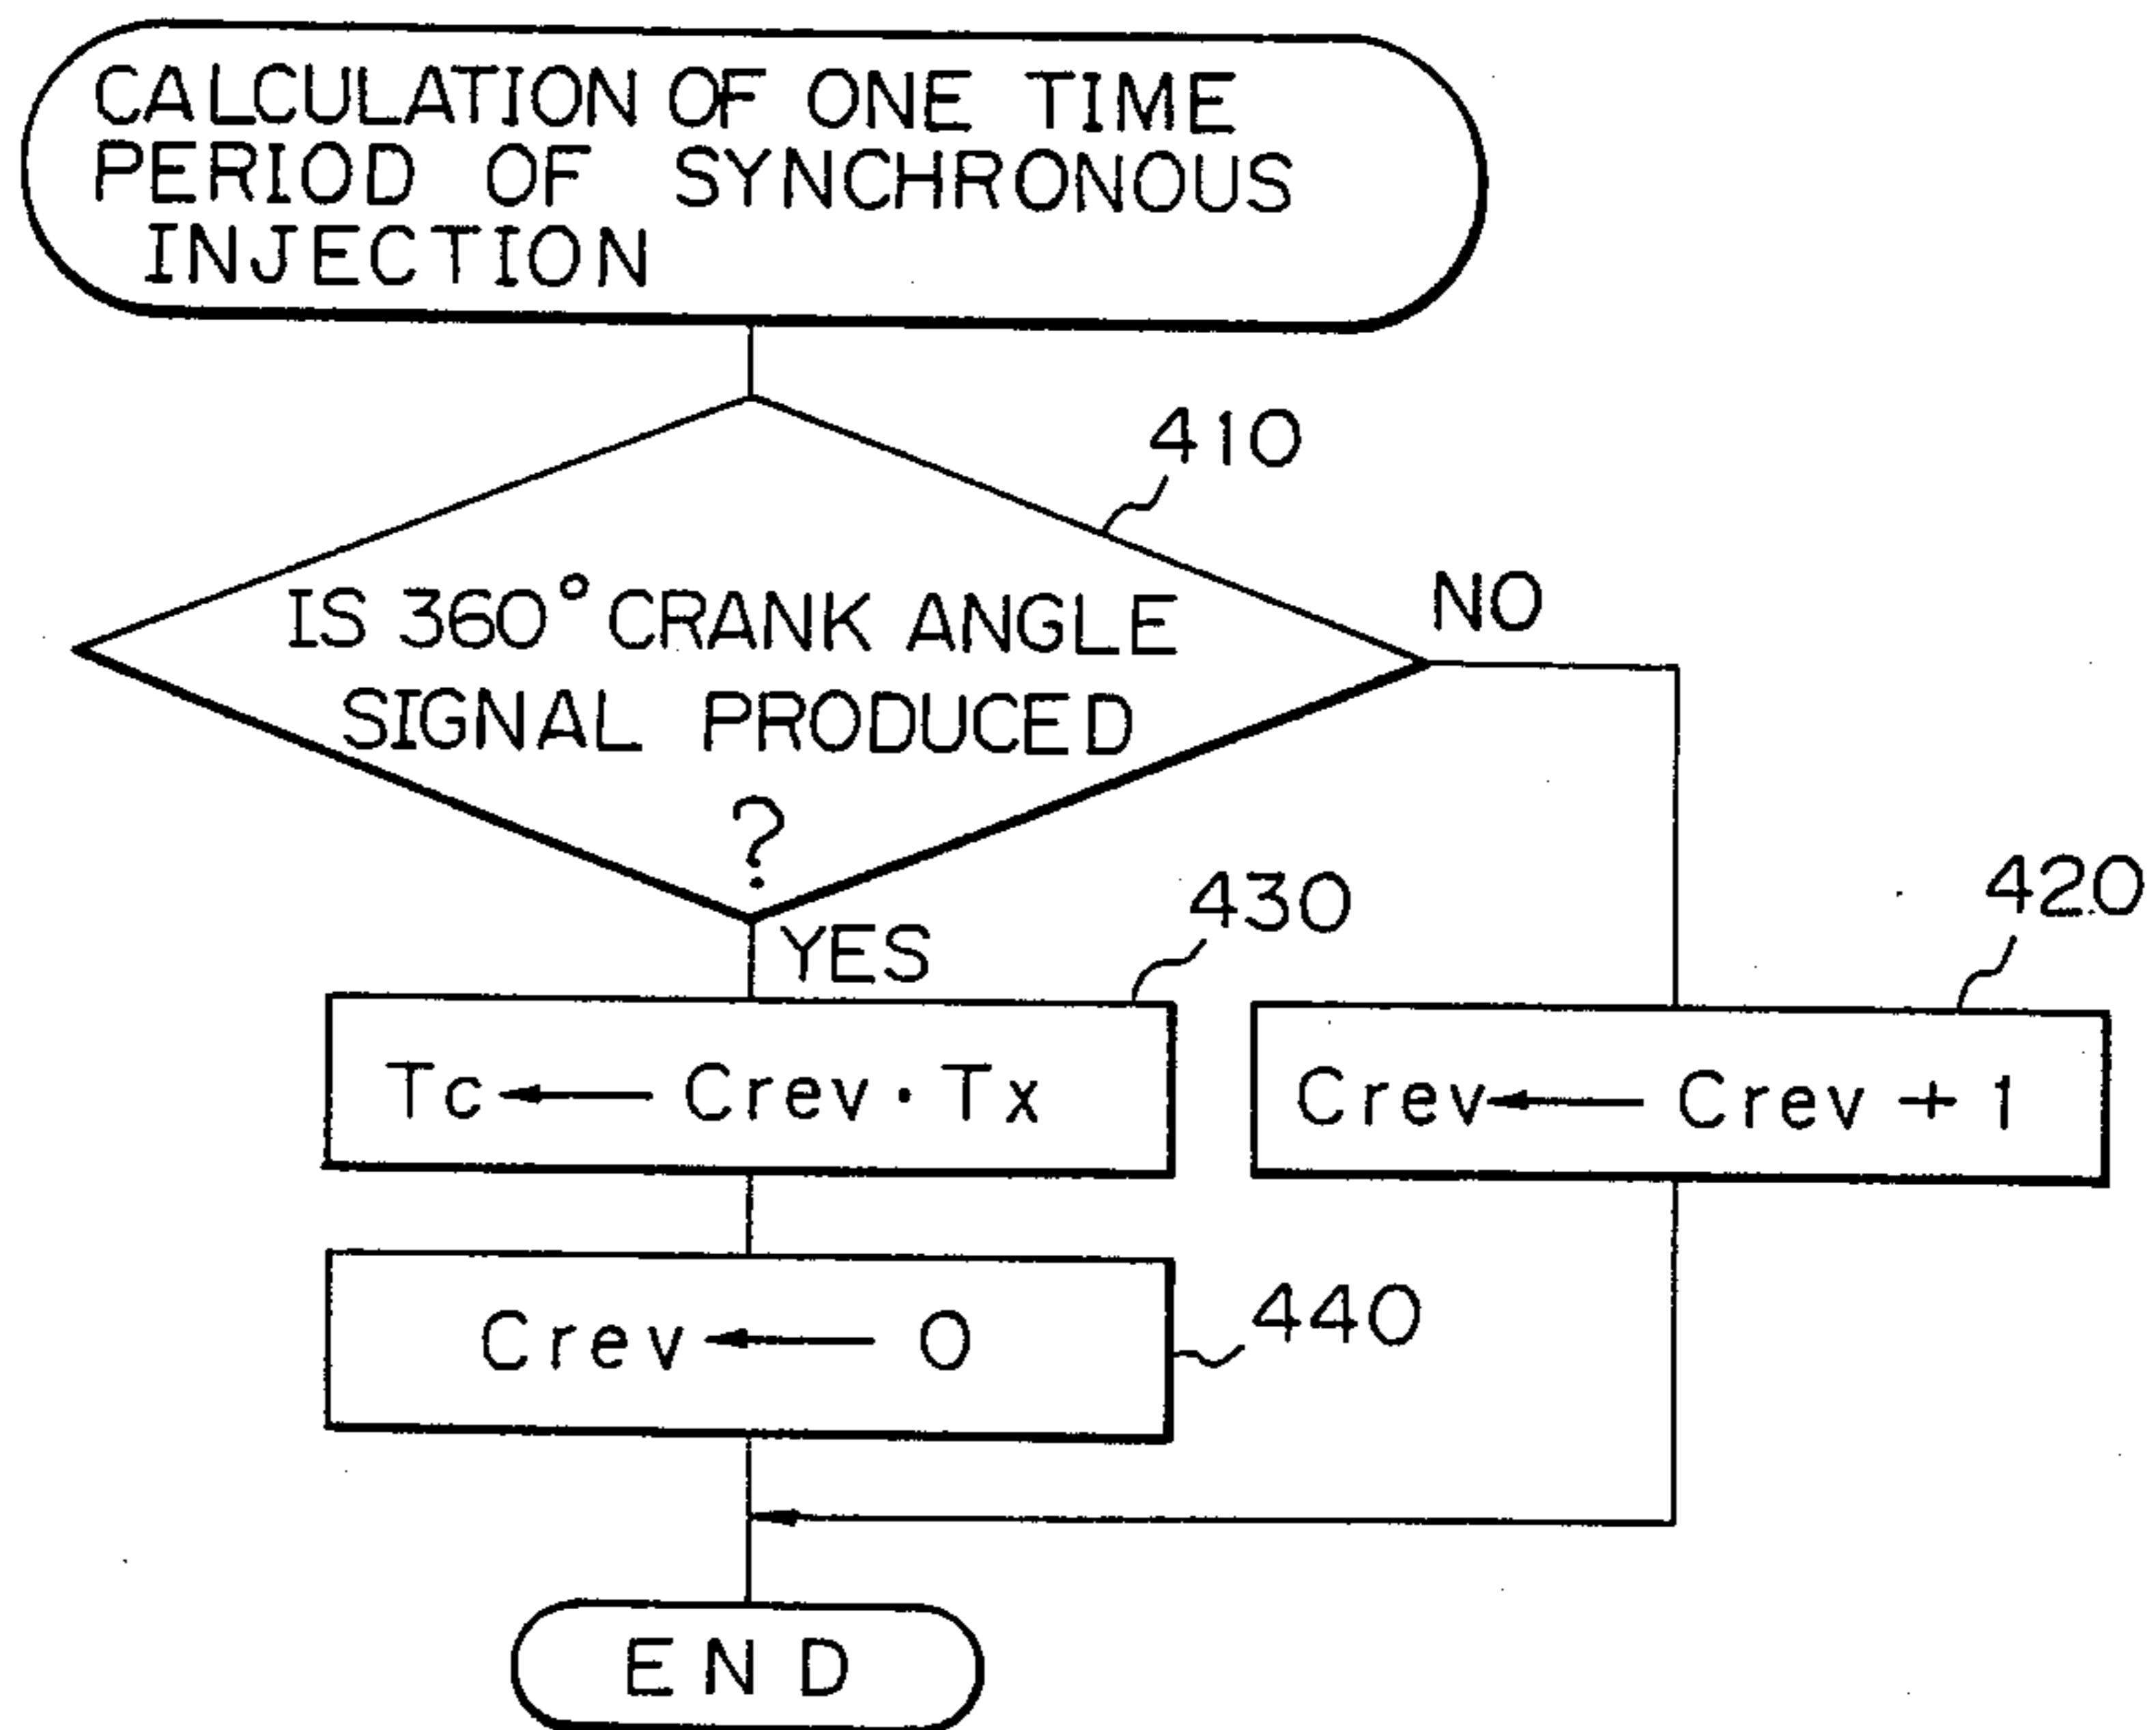 CALCULATION OF ONE TIME
PERIOD OF SYNCHRONOUS
INJECTION
410
IS 360° CRANK ANGLE
SIGNAL PRODUCED
?
NO
YES
430
420
Tc ← Crev · Tx
Crev ← Crev + 1
Crev ← 0
440
END